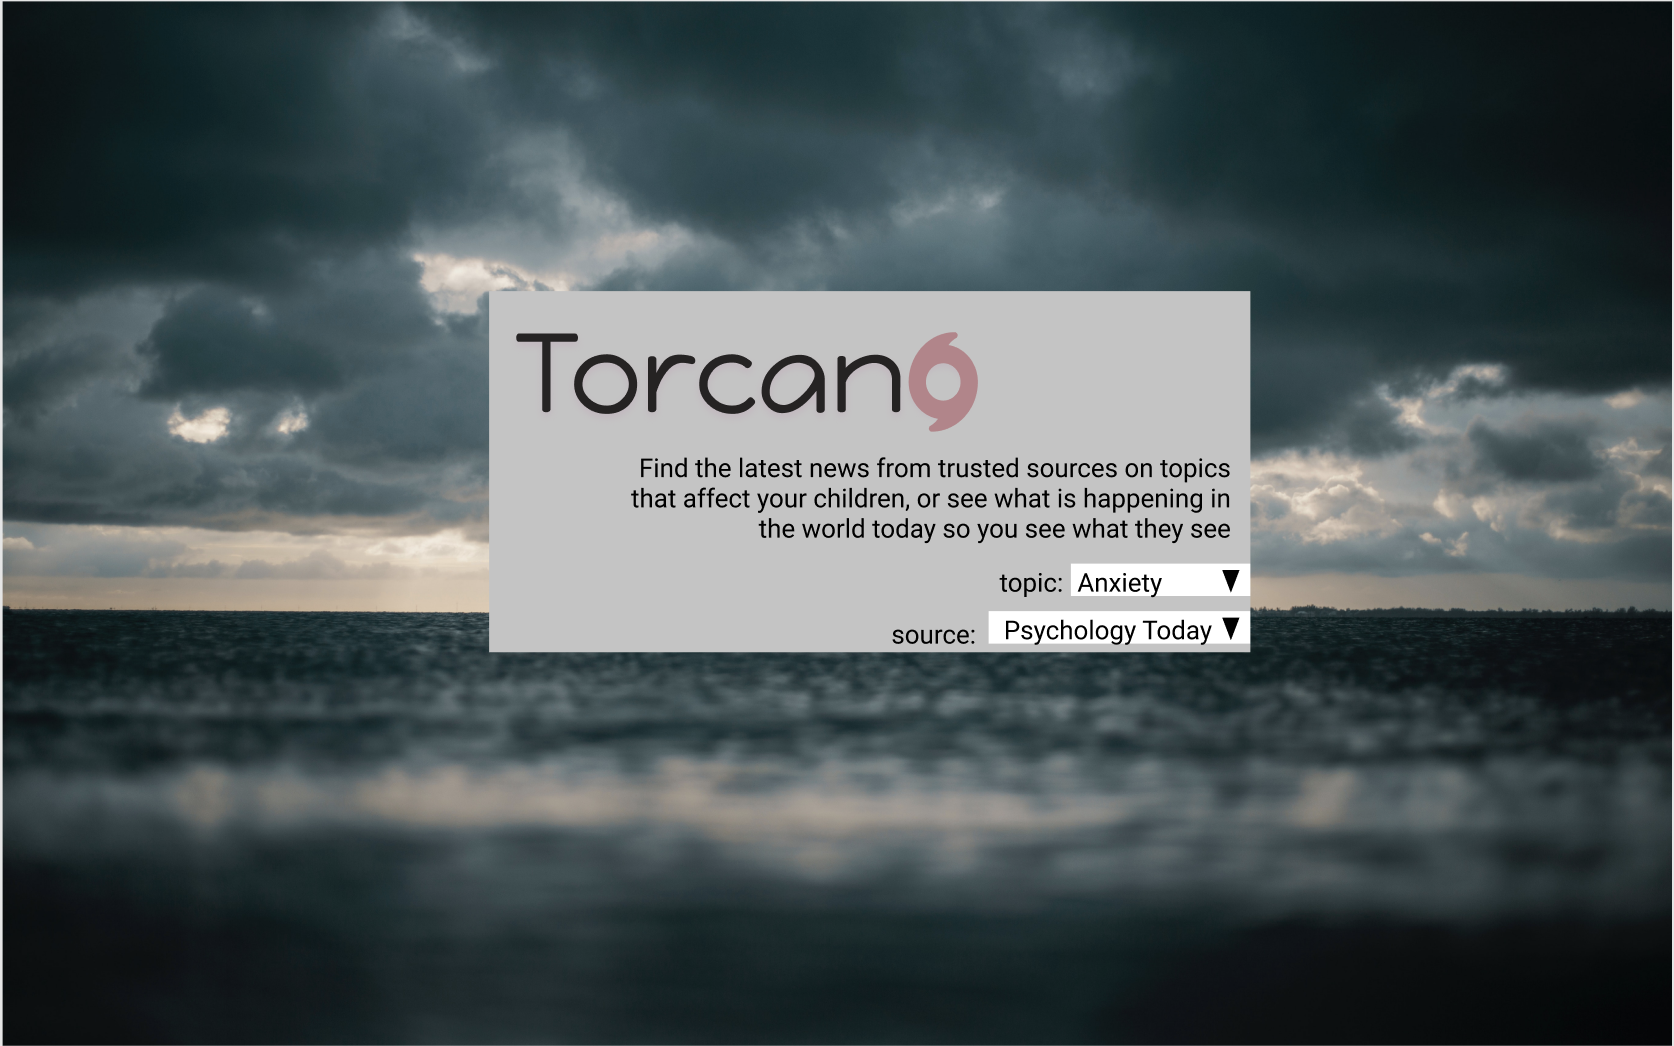 Torcano
Find the latest news from trusted sources on topics
that affect your children, or see what is happening in
the world today so you see what they see
topic: Anxiety
source: Psychology Today